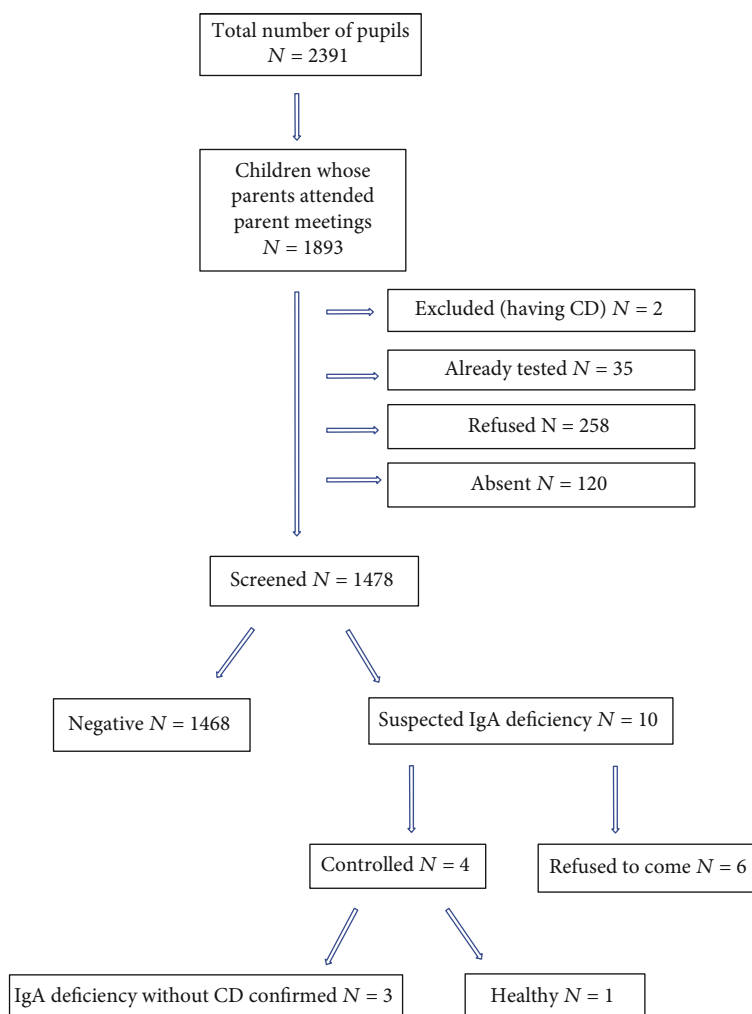 Total number of pupils
N = 2391
Children whose
parents attended
parent meetings
N = 1893
Excluded (having CD) N = 2
Already tested N = 35
Refused N = 258
Absent N = 120
Screened N = 1478
Negative N = 1468
Suspected IgA deficiency N = 10
Controlled N = 4
Refused to come N = 6
IgA deficiency without CD confirmed N = 3
Healthy N = 1